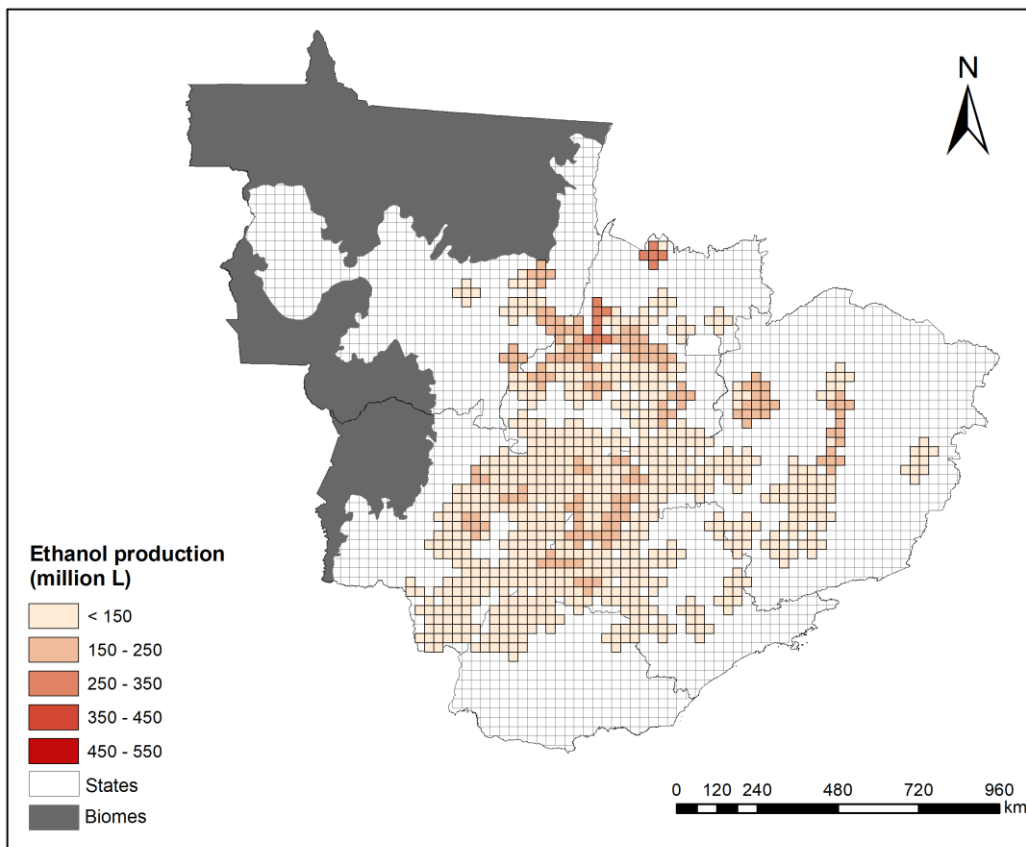 N
Ethanol production
(million L)
< 150
150 - 250
250 - 350
350 - 450
450 - 550
States
Biomes
0 120 240 480 720 960
km